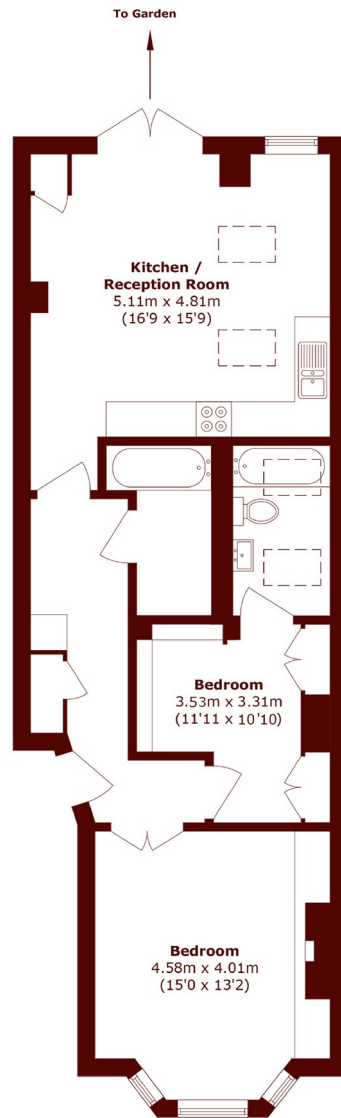 To Garden
Kitchen /
Reception Room
5.11m x 4.81m
(16'9 x 15'9)
Bedroom
3.53m x 3.31m
(11'11 x 10'10)
Bedroom
4.58m x 4.01m
(15'0 x 13'2)